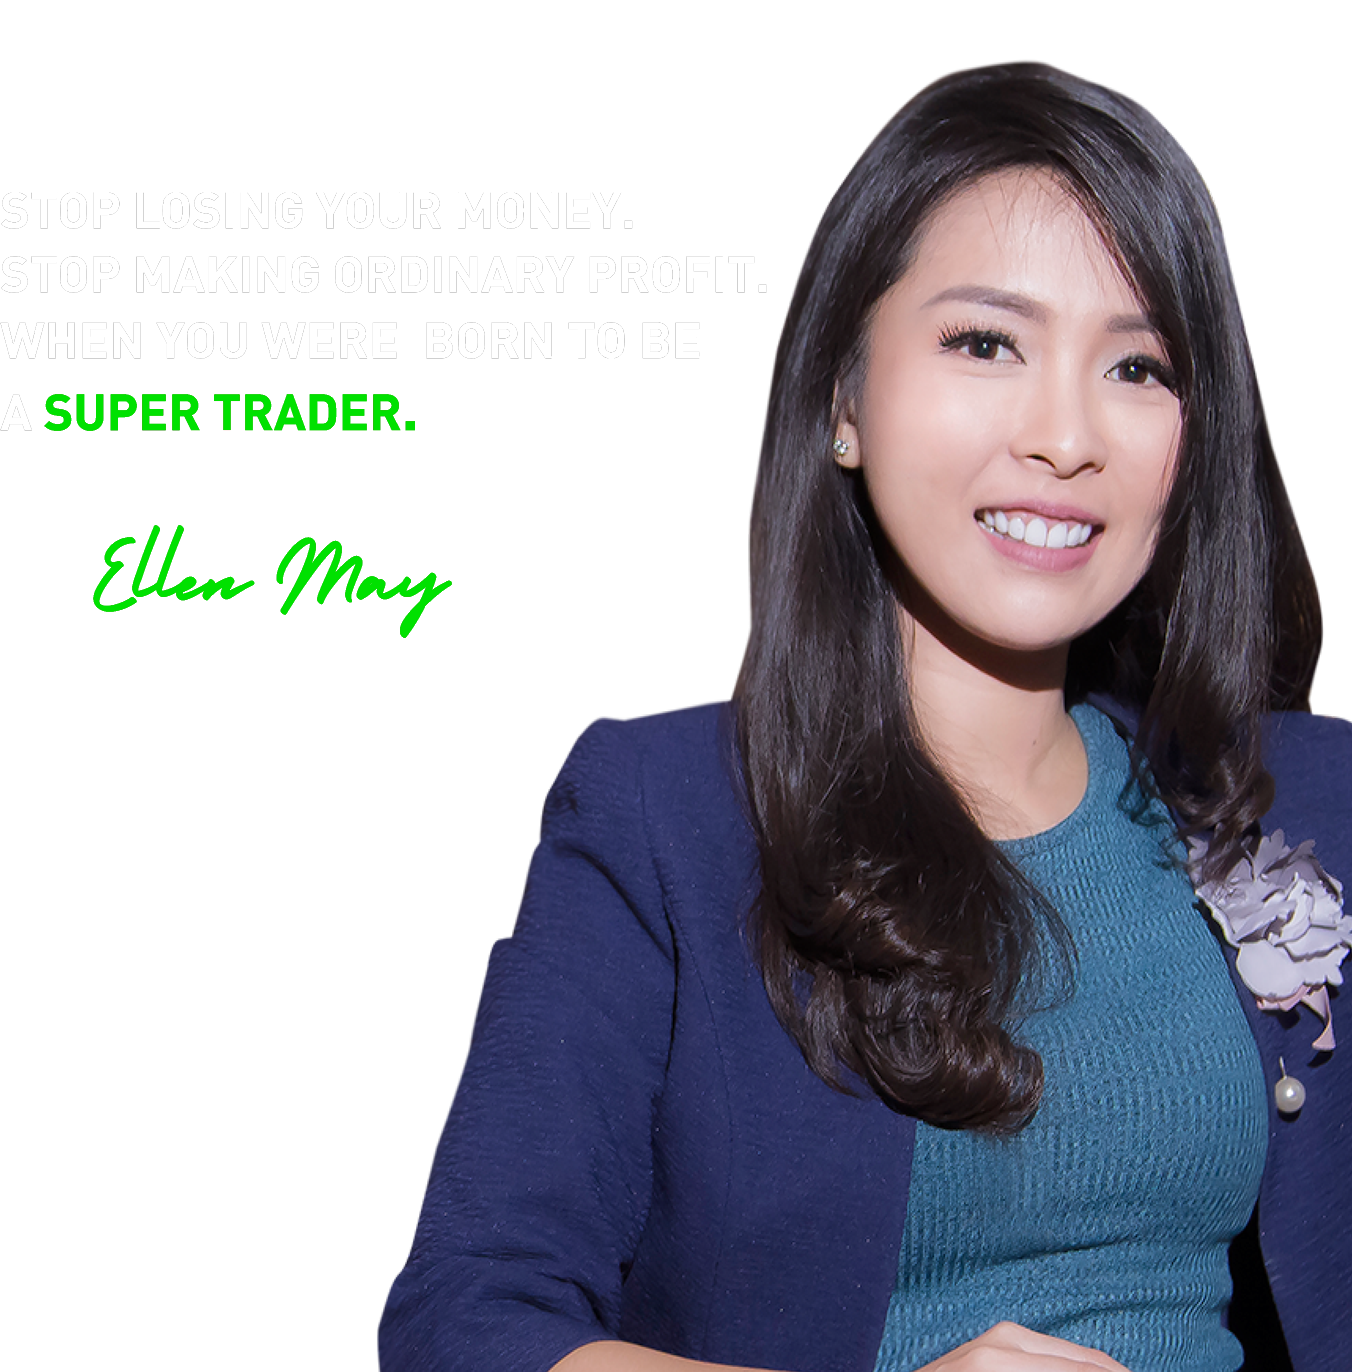 STOP LOSING YOUR MONEY.
STOP MAKING ORDINARY PROFIT.
WHEN YOU WERE BORN TO BE
A SUPER TRADER.
Ellen May